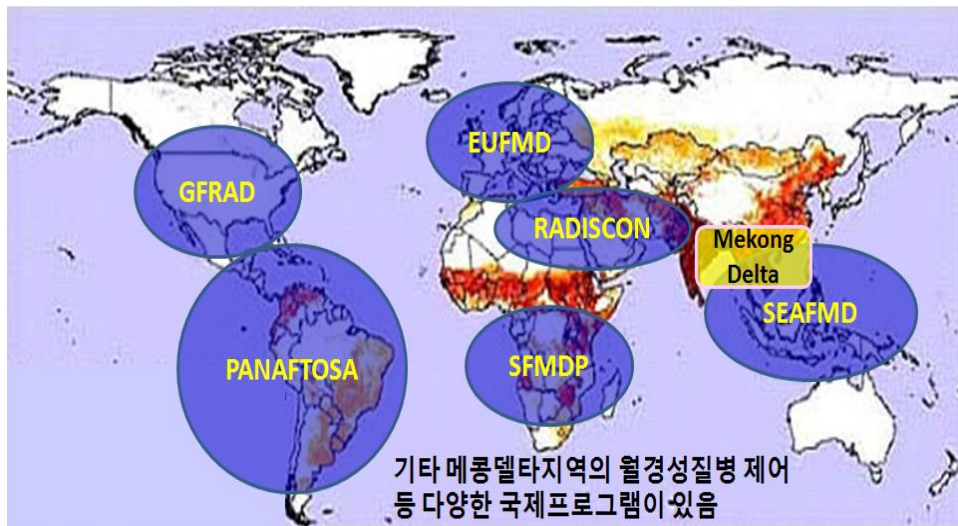 EUFMD
GFRAD
RADISCON
Mekong
Delta
SEAFMD
PANAFTOSA
SFMDP
기타 메콩델타지역의 월경성질병 제어
등 다양한 국제프로그램이 있음